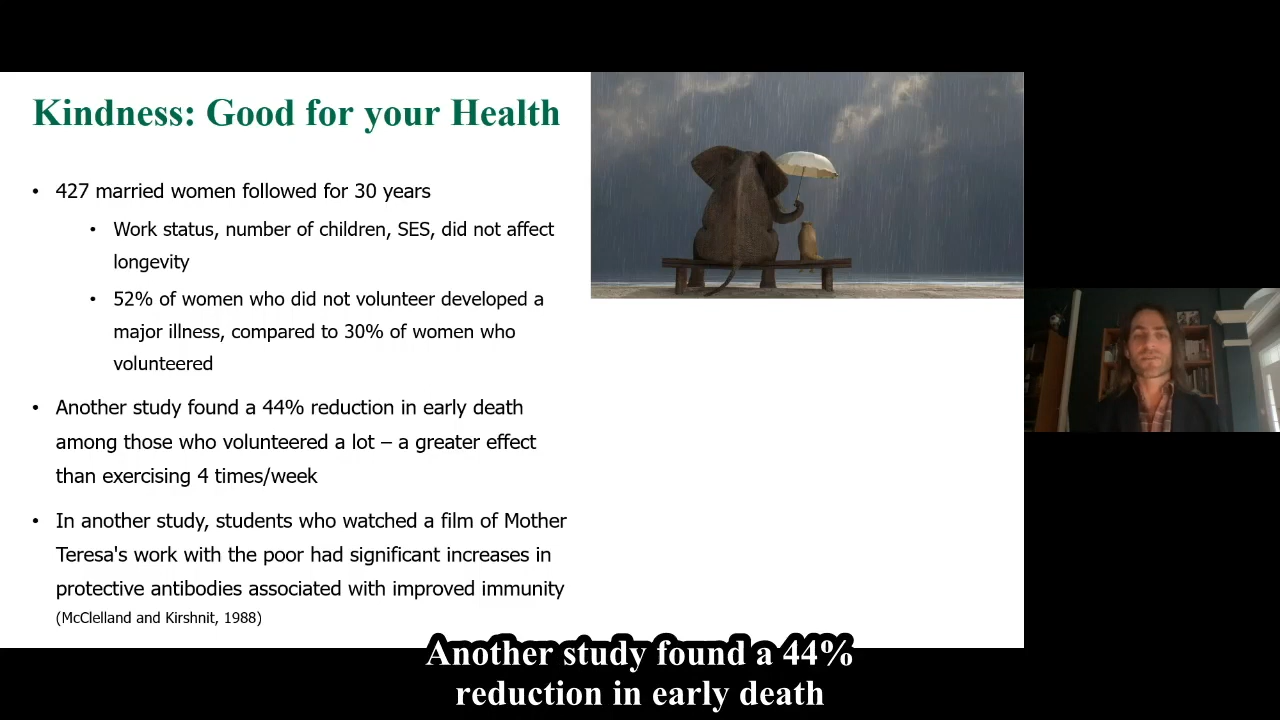 Kindness: Good for your Health
• 427 married women followed for 30 years
• Work status, number of children, SES, did not affect
longevity
• 52% of women who did not volunteer developed a
major illness, compared to 30% of women who
volunteered
• Another study found a 44% reduction in early death
among those who volunteered a lot – a greater effect
than exercising 4 times/week
• In another study, students who watched a film of Mother
Teresa's work with the poor had significant increases in
protective antibodies associated with improved immunity
(McClelland and Kirshnit, 1988)
Another study found a 44%
reduction in early death